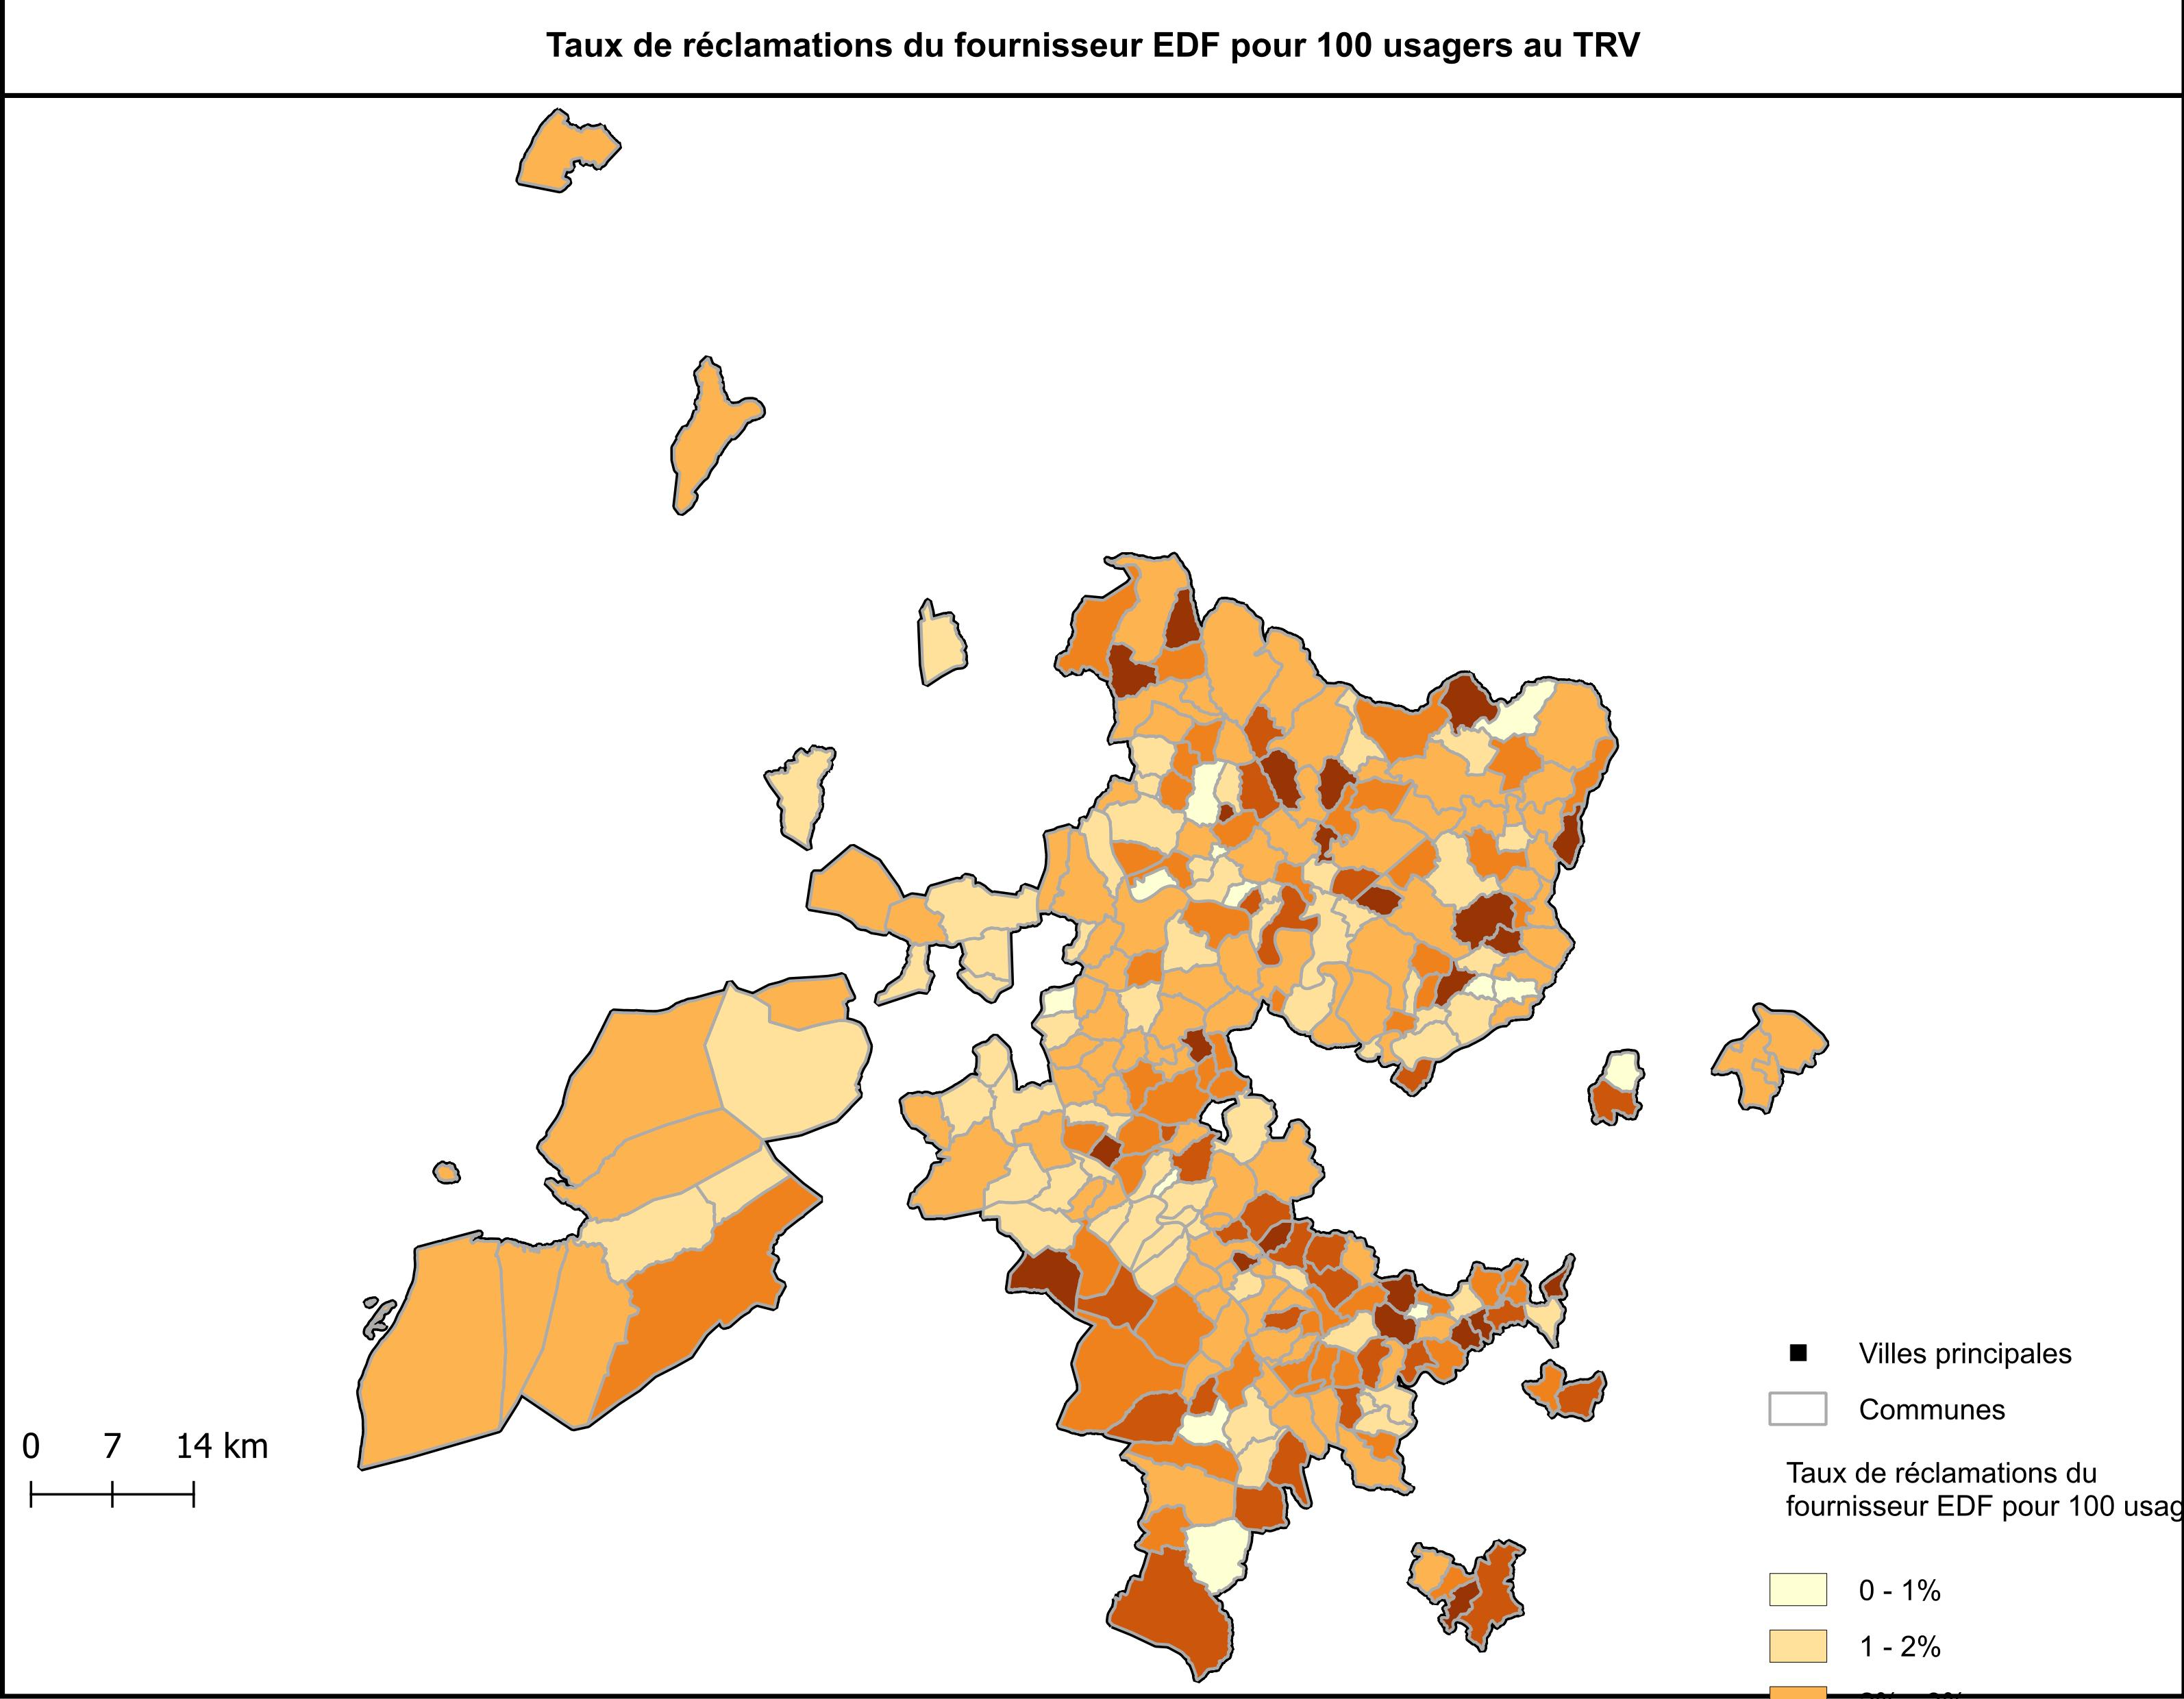 Taux de réclamations du fournisseur EDF pour 100 usagers au TRV
0 7 14 km
Villes principales
Communes
Taux de réclamations du
fournisseur EDF pour 100 usag
0 - 1%
1 - 2%